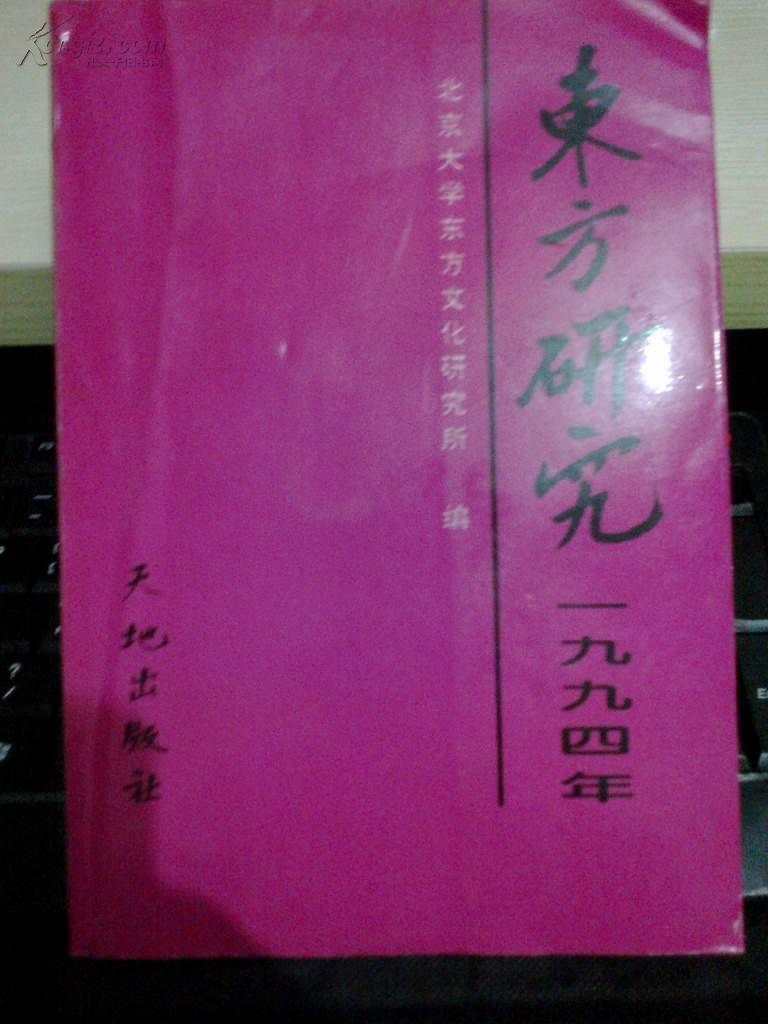 東方研究
一九九四年
北京大学东方文化研究所 编
天地出版社